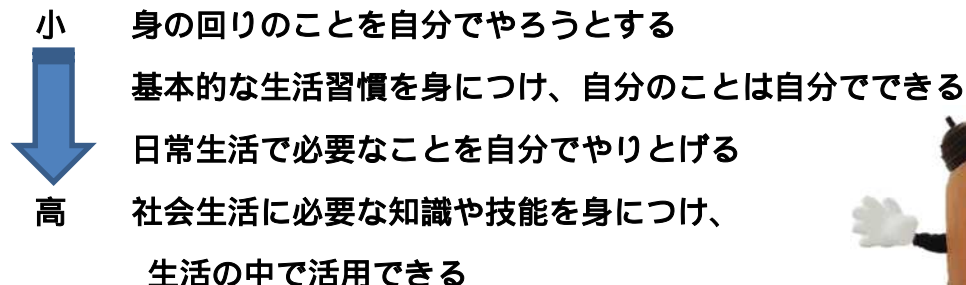 小 身の回りのことを自分でやろうとする
基本的な生活習慣を身につけ、自分のことは自分でできる
日常生活で必要なことを自分でやりとげる
高 社会生活に必要な知識や技能を身につけ、
生活の中で活用できる